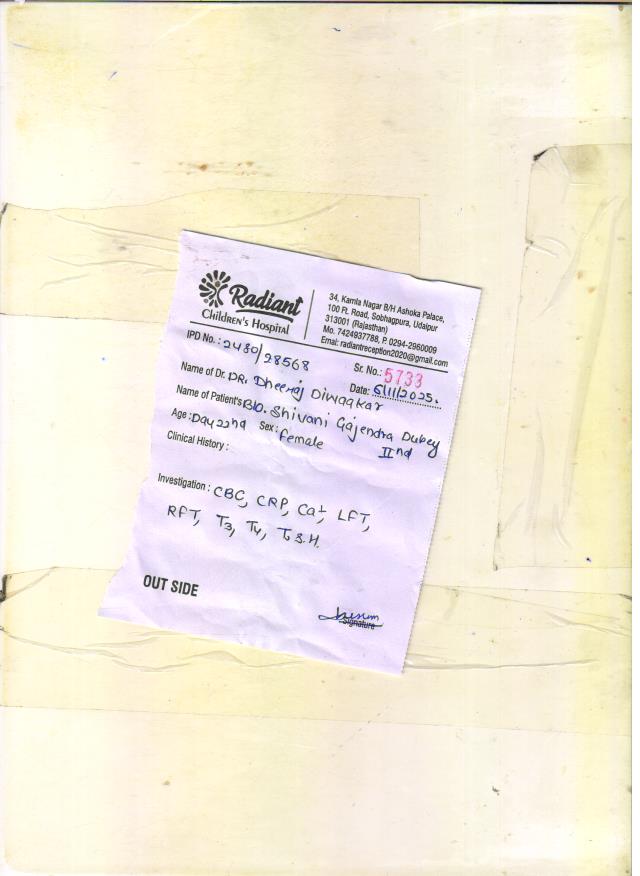 Radiant
Children's Hospital
34, Kamla Nagar B/H Ashoka Palace,
100 Ft. Road, Sobhagpura, Udaipur
313001 (Rajasthan)
Mo. 7424937788, P. 0294-2960009
Emai: radiantreception2020@gmail.com
IPD No.: 2480/28568
Sr. No.: 5733
Name of Dr. DR. Dheeraj Diwaakar
Date: 6/11/2025.
Name of Patient's B/O. Shivani Gajendra Dubey
IInd
Age: Day 22nd Sex: Female
Clinical History:
Investigation: CBC, CRP, Ca+, LFT,
RFT, T3, T4, T.S.H.
OUT SIDE
Signature